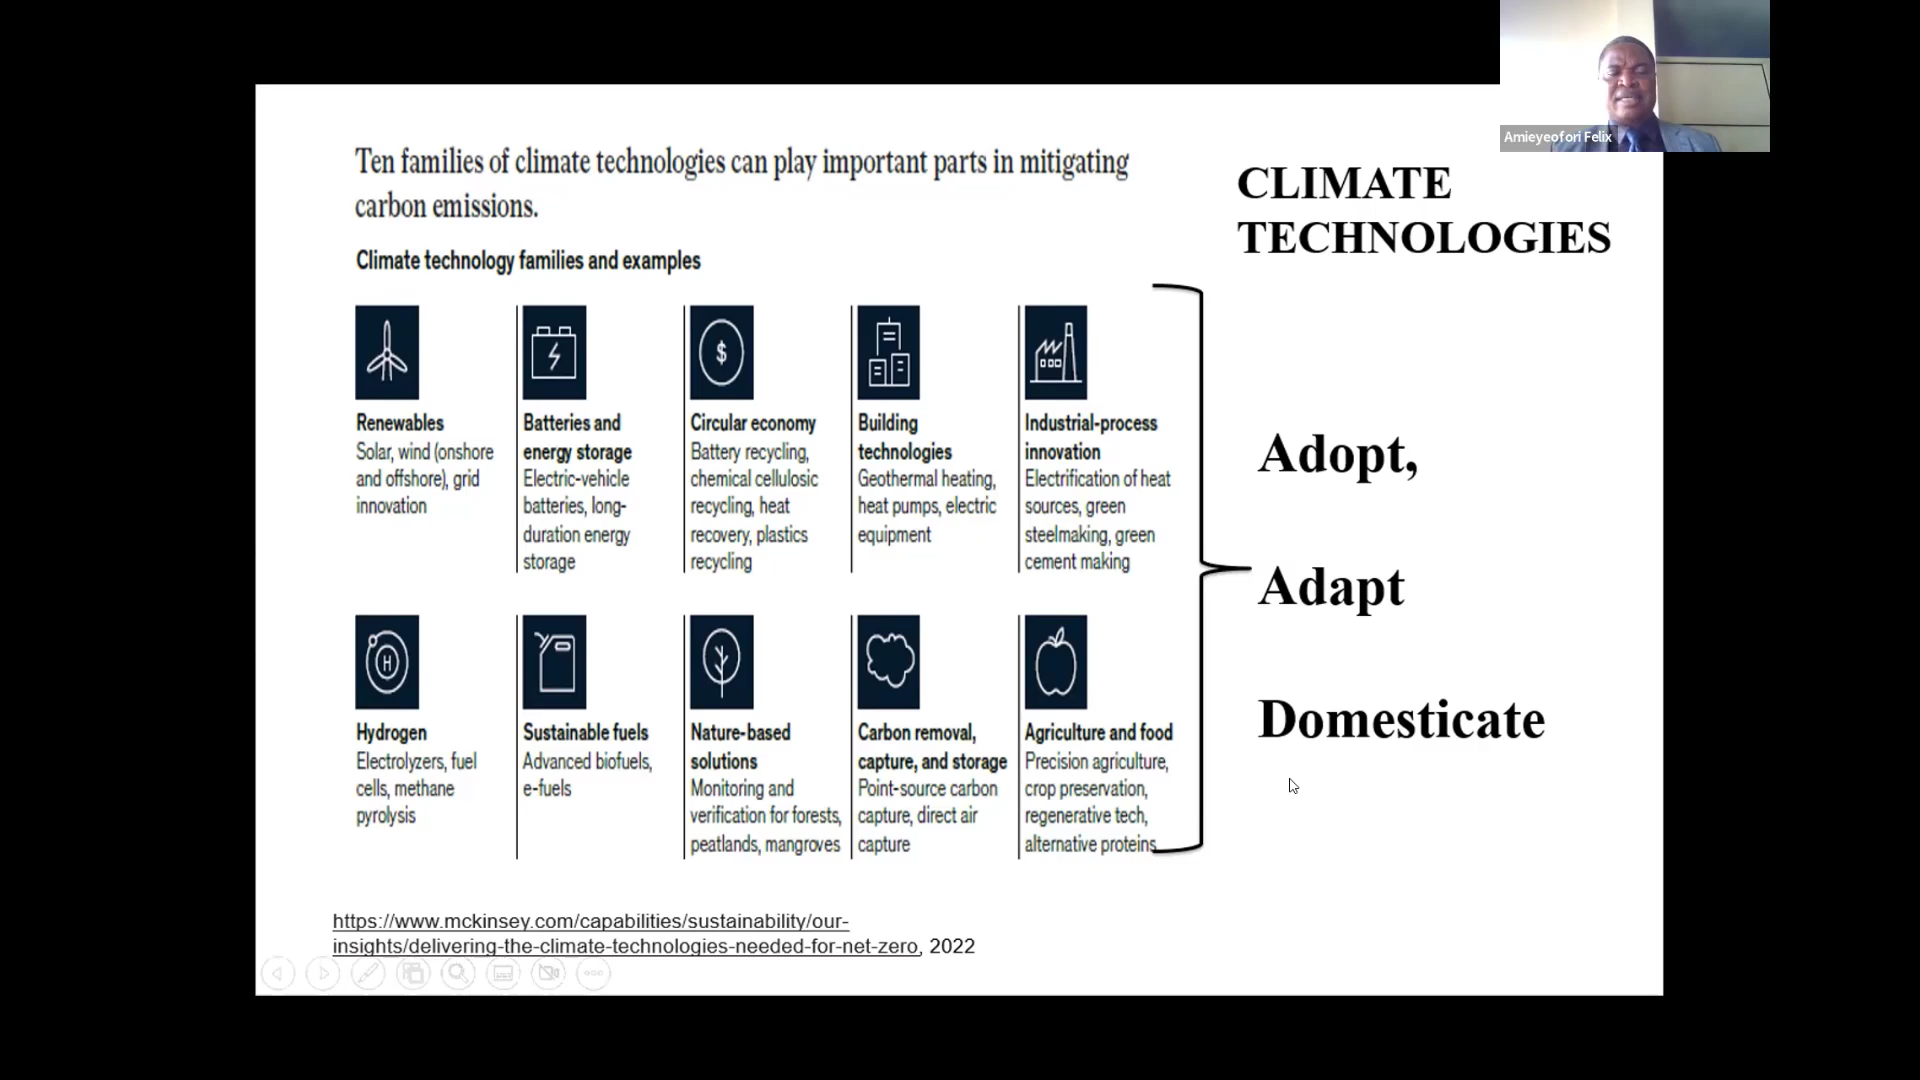 Amieyeofori Felix
Ten families of climate technologies can play important parts in mitigating
carbon emissions.
CLIMATE
TECHNOLOGIES
Climate technology families and examples
$
Renewables
Solar, wind (onshore
and offshore), grid
innovation
Batteries and
energy storage
Electric-vehicle
batteries, long-
duration energy
storage
Circular economy
Battery recycling,
chemical cellulosic
recycling, heat
recovery, plastics
recycling
Building
technologies
Geothermal heating,
heat pumps, electric
equipment
Industrial-process
innovation
Electrification of heat
sources, green
steelmaking, green
cement making
H
Hydrogen
Electrolyzers, fuel
cells, methane
pyrolysis
Sustainable fuels
Advanced biofuels,
e-fuels
Nature-based
solutions
Monitoring and
verification for forests,
peatlands, mangroves
Carbon removal,
capture, and storage
Point-source carbon
capture, direct air
capture
Agriculture and food
Precision agriculture,
crop preservation,
regenerative tech,
alternative proteins
Adopt,
Adapt
Domesticate
https://www.mckinsey.com/capabilities/sustainability/our-
insights/delivering-the-climate-technologies-needed-for-net-zero, 2022